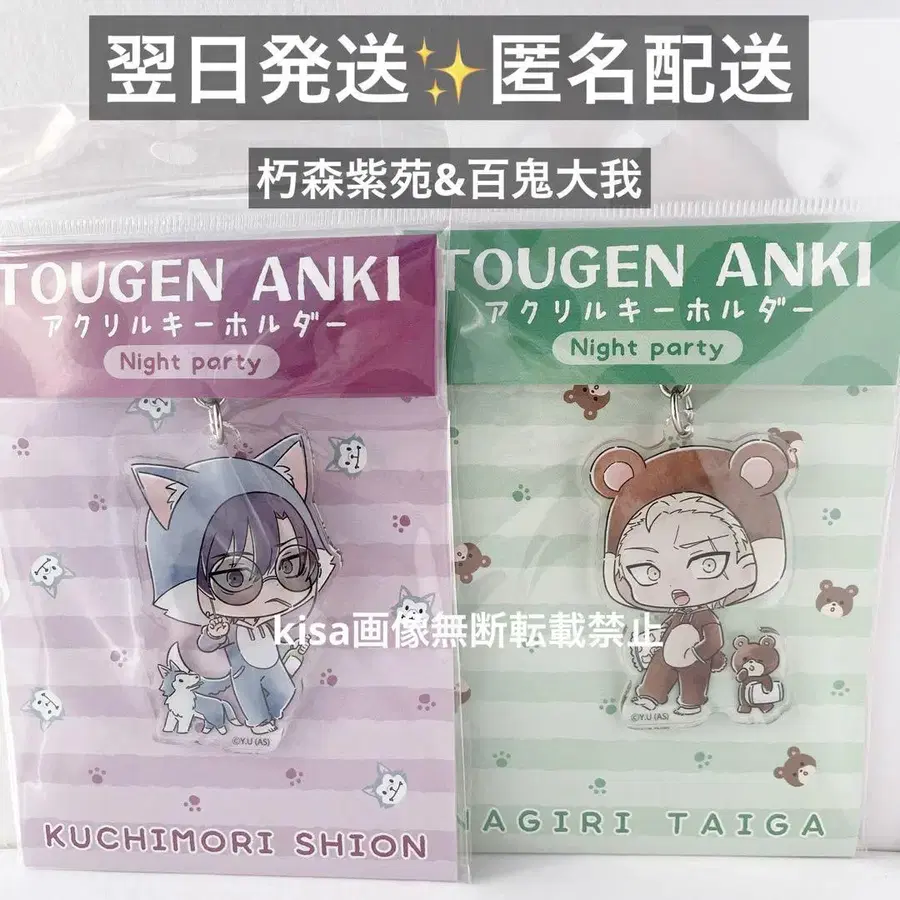 翌日発送✨匿名配送
朽森紫苑&百鬼大我
TOUGEN ANKI
アクリルキーホルダー
Night party
TOUGEN ANKI
アクリルキーホルダー
Night party
kisa画像無断転載禁止
©Y.U (AS)
©Y.U (AS)
KUCHIMORI SHION
NAGIRI TAIGA